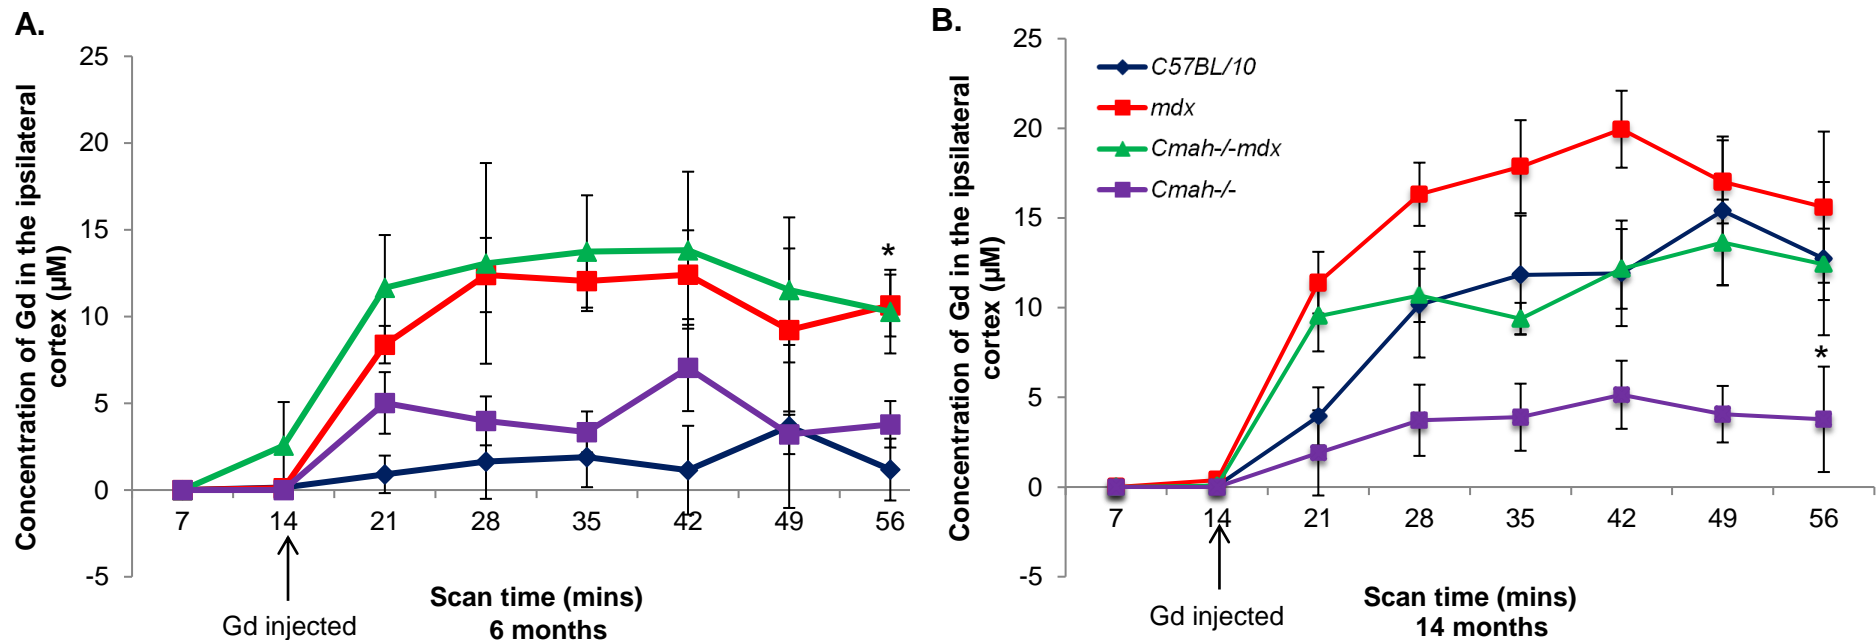 A.
Concentration of Gd in the ipsilateral
cortex (µM)
25
20
15
10
5
0
-5
7 14 21 28 35 42 49 56
*
Gd injected
Scan time (mins)
6 months
B.
Concentration of Gd in the ipsilateral
cortex (µM)
25
20
15
10
5
0
-5
C57BL/10
mdx
Cmah-/-mdx
Cmah-/-
*
7 14 21 28 35 42 49 56
Gd injected
Scan time (mins)
14 months